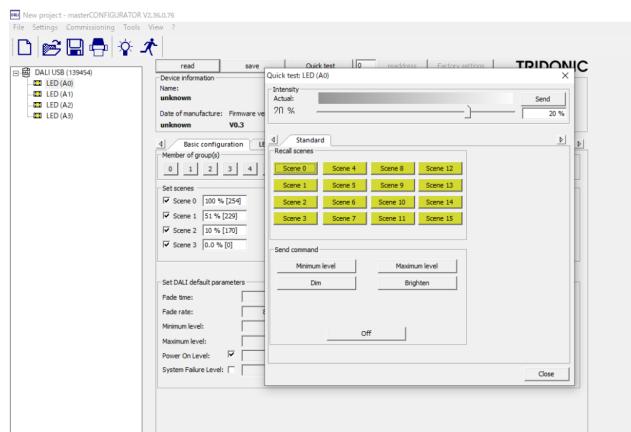 New project - masterCONFIGURATOR V2.36.0.76
File Settings Commissioning Tools View ?
DALI USB (139454)
LED (A0)
LED (A1)
LED (A2)
LED (A3)
read save Quick test 0 readdress Factory settings
TRIDONIC
Device information
Name:
unknown
Date of manufacture: Firmware ve
unknown V0.3
Basic configuration LE
Member of group(s)
0 1 2 3 4
Set scenes
Scene 0 100 % [254]
Scene 1 51 % [229]
Scene 2 10 % [170]
Scene 3 0.0 % [0]
Set DALI default parameters
Fade time:
Fade rate: 8
Minimum level:
Maximum level:
Power On Level:
System Failure Level:
Quick test: LED (A0)
Intensity
Actual:
20 %
Send
20 %
Standard
Recall scenes
Scene 0 Scene 4 Scene 8 Scene 12
Scene 1 Scene 5 Scene 9 Scene 13
Scene 2 Scene 6 Scene 10 Scene 14
Scene 3 Scene 7 Scene 11 Scene 15
Send command
Minimum level Maximum level
Dim Brighten
Off
Close